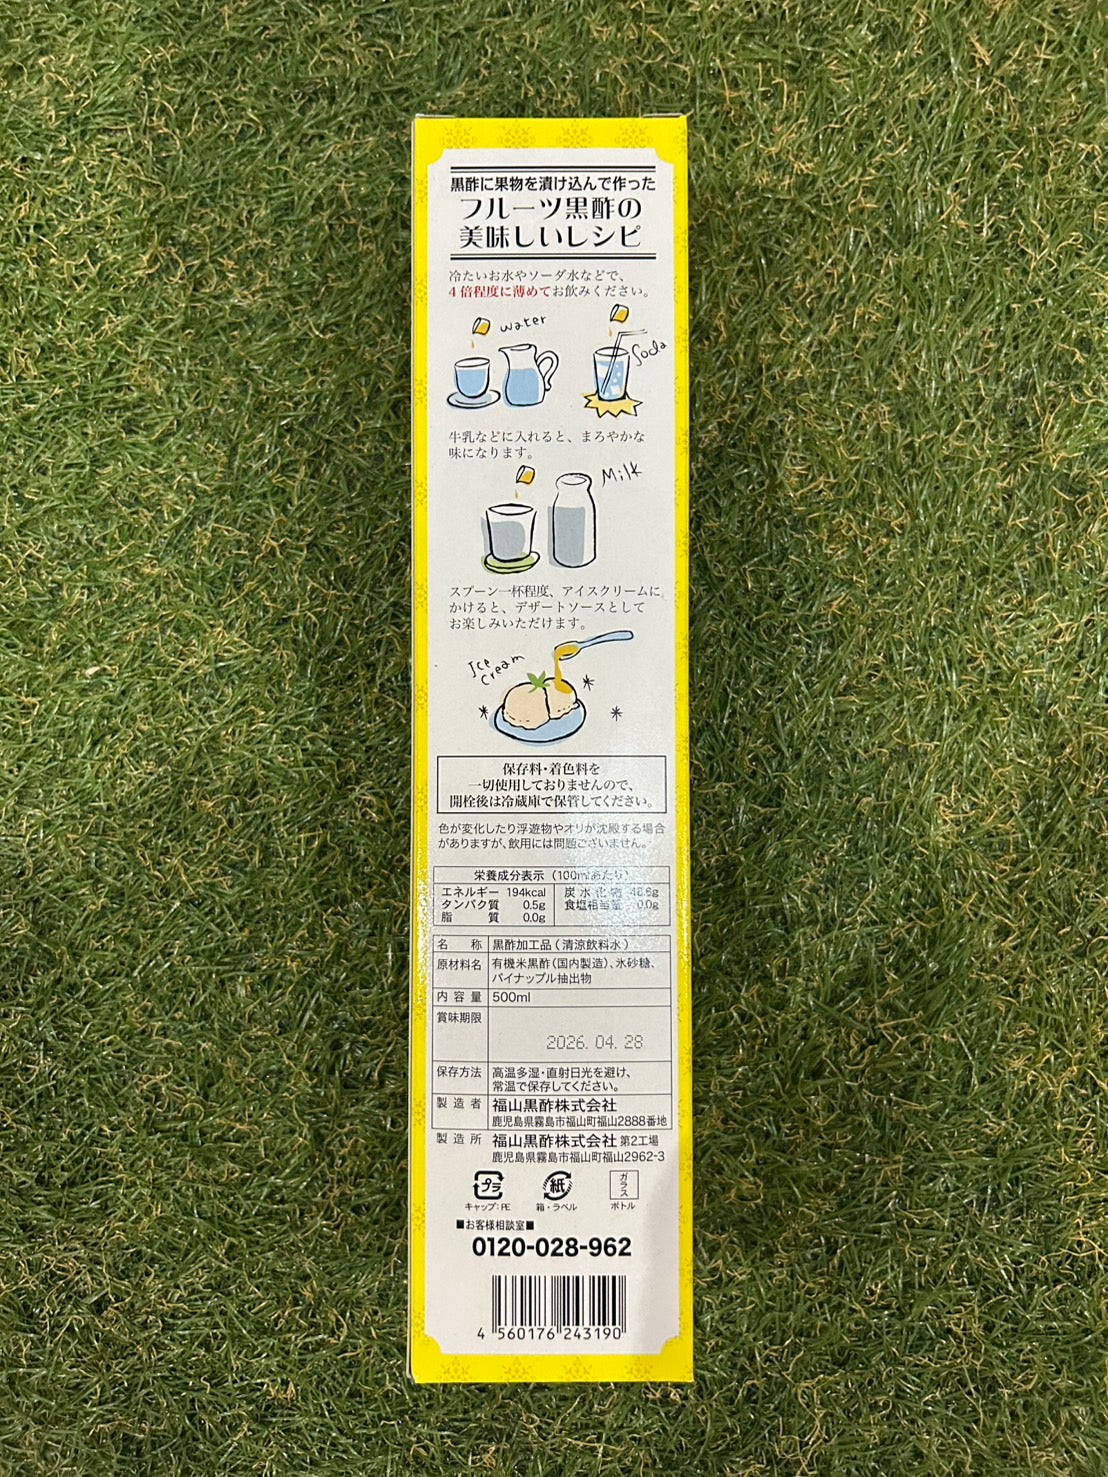 黒酢に果物を漬け込んで作った
フルーツ黒酢の
美味しいレシピ
冷たいお水やソーダ水などで、
4倍程度に薄めてお飲みください。
water
Soda
牛乳などに入れると、まろやかな
味になります。
Milk
スプーン一杯程度、アイスクリームに
かけると、デザートソースとして
お楽しみいただけます。
Ice
Cream
保存料・着色料を
一切使用しておりませんので、
開栓後は冷蔵庫で保管してください。
色が変化したり浮遊物やオリが沈殿する場合
がありますが、飲用には問題ございません。
栄養成分表示（100mlあたり）
エネルギー 194kcal 炭水化物
タンパク質 0.5g 食塩相当量 0.0g
脂質 0.0g
名称 黒酢加工品（清涼飲料水）
原材料名 有機米黒酢（国内製造）、氷砂糖、
パイナップル抽出物
内容量 500ml
賞味期限
2026. 04. 28
保存方法 高温多湿・直射日光を避け、
常温で保存してください。
製造者 福山黒酢株式会社
鹿児島県霧島市福山町福山2888番地
製造所 福山黒酢株式会社 第2工場
鹿児島県霧島市福山町福山2962-3
プラ 紙 ガラス
キャップ：PE 箱・ラベル ボトル
■お客様相談室■
0120-028-962
4 560176 243190